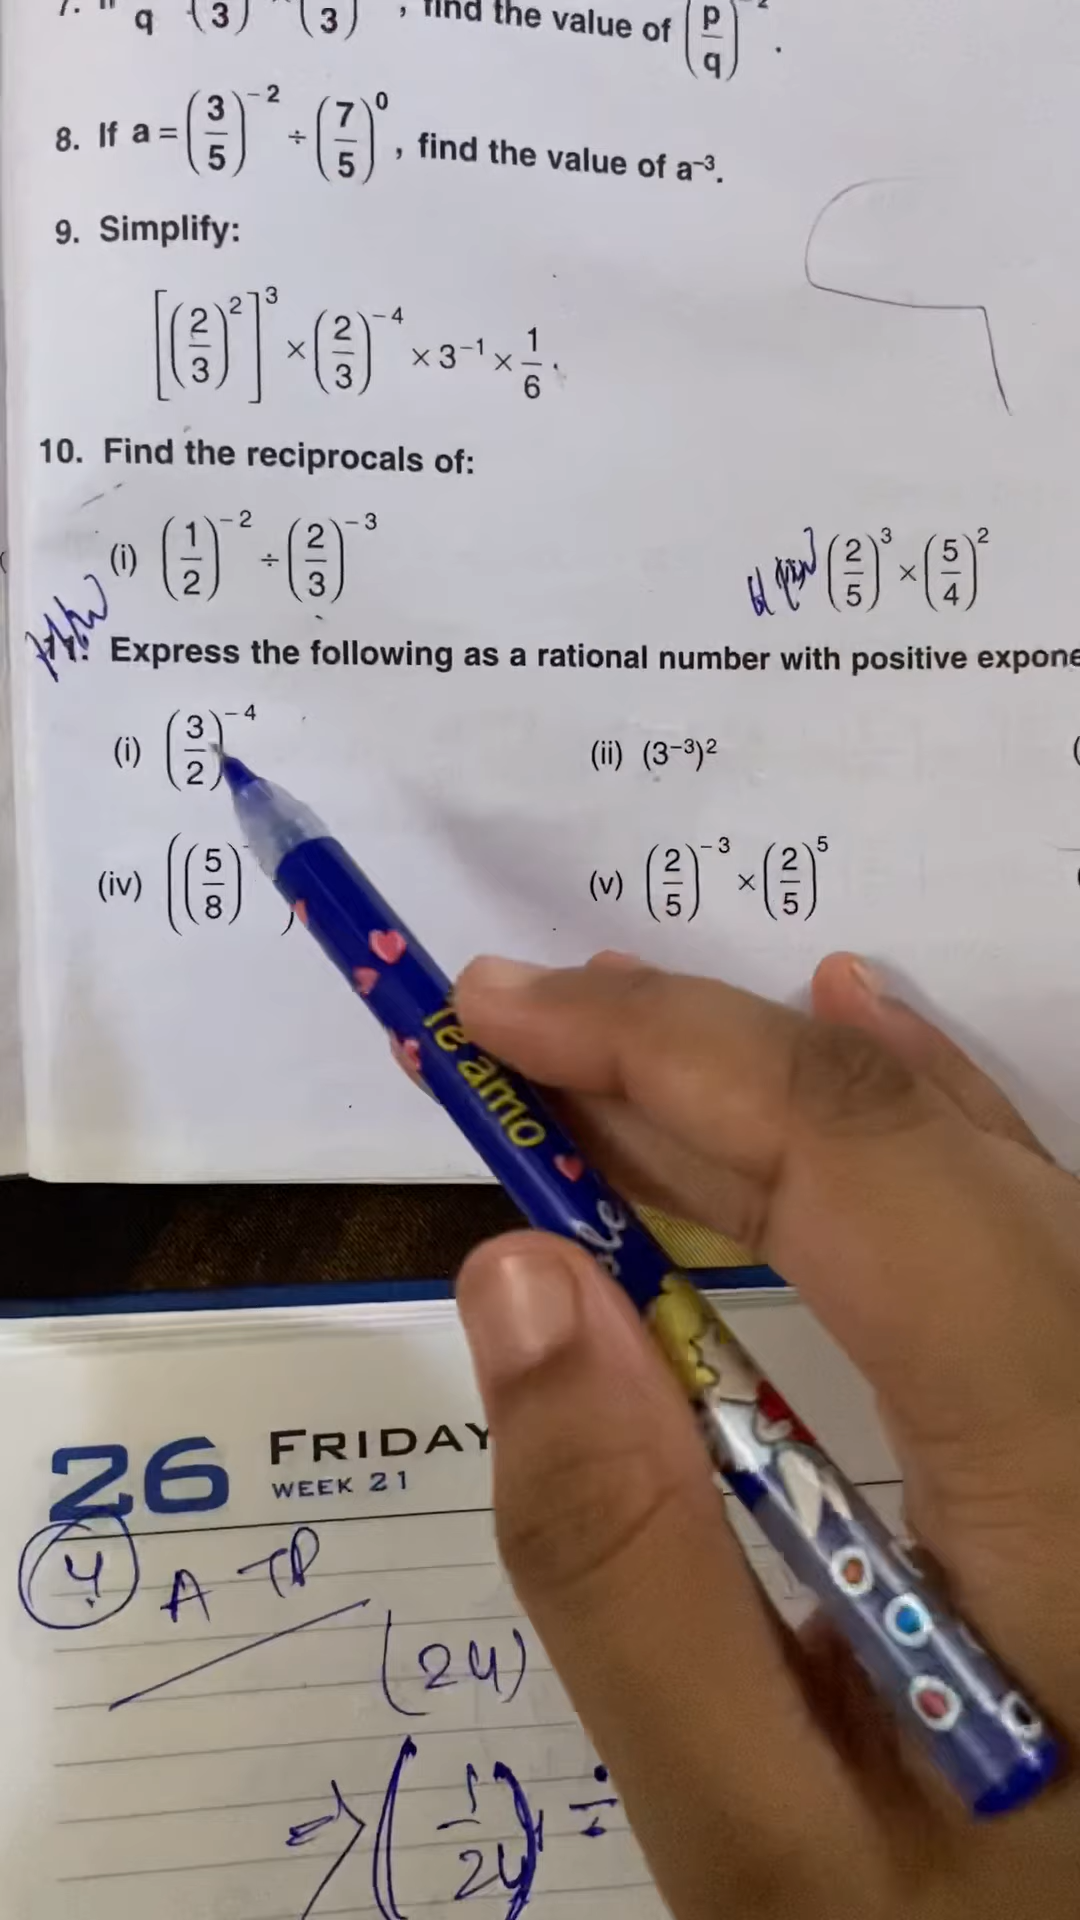 q (3) (3) , find the value of (p/q)⁻² .
8. If a = (3/5)⁻² ÷ (7/5)⁰ , find the value of a⁻³.
9. Simplify:
[(2/3)²]³ × (2/3)⁻⁴ × 3⁻¹ × 1/6 .
10. Find the reciprocals of:
(i) (1/2)⁻² ÷ (2/3)⁻³ (2/5)³ × (5/4)²
11. Express the following as a rational number with positive
(i) (3/2)⁻⁴ (ii) (3⁻³)²
(iv) ((5/8) (v) (2/5)⁻³ × (2/5)⁵
Te amo
26 FRIDAY
WEEK 21
4 A
(24)
⇒ (1/24) ÷